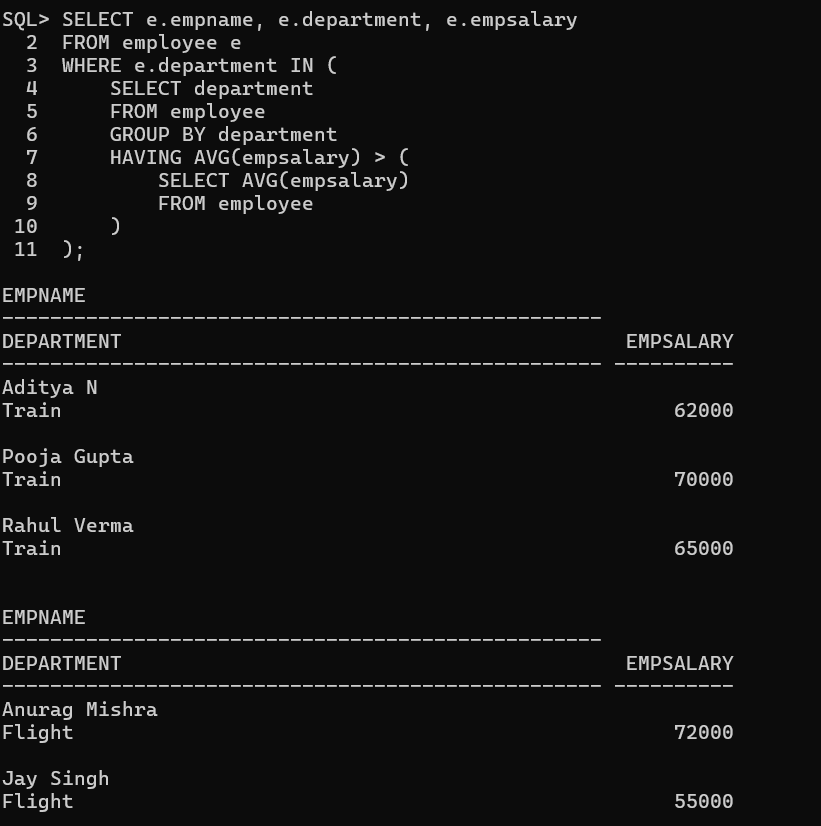 SQL> SELECT e.empname, e.department, e.empsalary
  2  FROM employee e
  3  WHERE e.department IN (
  4      SELECT department
  5      FROM employee
  6      GROUP BY department
  7      HAVING AVG(empsalary) > (
  8          SELECT AVG(empsalary)
  9          FROM employee
 10      )
 11  );

EMPNAME
--------------------------------------------------
DEPARTMENT                                          EMPSALARY
-------------------------------------------------- ----------
Aditya N
Train                                                   62000

Pooja Gupta
Train                                                   70000

Rahul Verma
Train                                                   65000


EMPNAME
--------------------------------------------------
DEPARTMENT                                          EMPSALARY
-------------------------------------------------- ----------
Anurag Mishra
Flight                                                  72000

Jay Singh
Flight                                                  55000